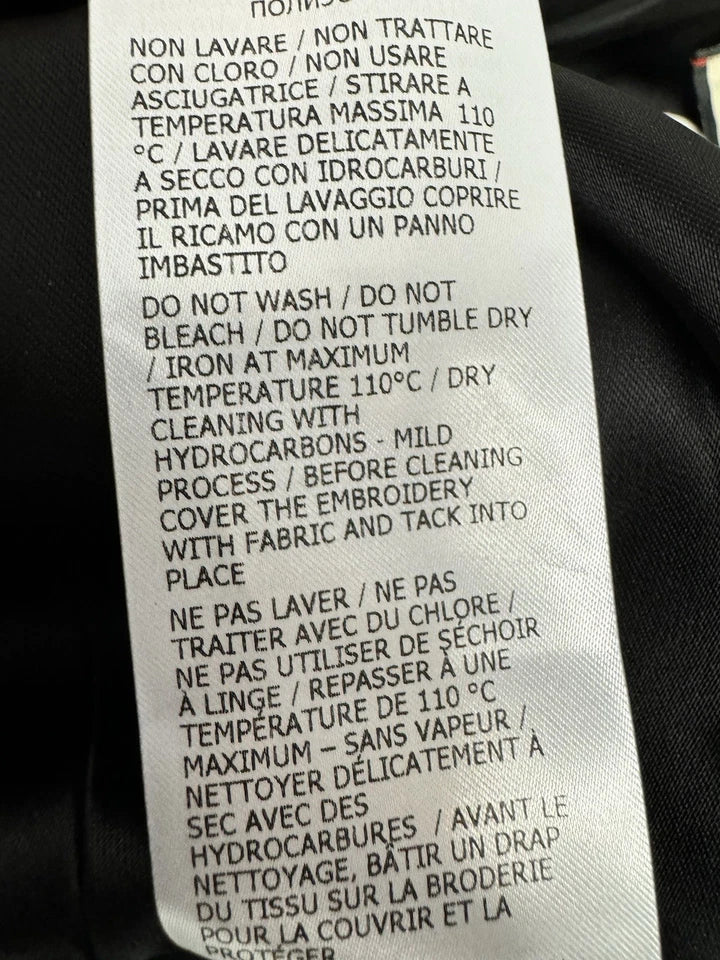 NON LAVARE / NON TRATTARE
CON CLORO / NON USARE
ASCIUGATRICE / STIRARE A
TEMPERATURA MASSIMA 110
°C / LAVARE DELICATAMENTE
A SECCO CON IDROCARBURI /
PRIMA DEL LAVAGGIO COPRIRE
IL RICAMO CON UN PANNO
IMBASTITO
DO NOT WASH / DO NOT
BLEACH / DO NOT TUMBLE DRY
/ IRON AT MAXIMUM
TEMPERATURE 110°C / DRY
CLEANING WITH
HYDROCARBONS - MILD
PROCESS / BEFORE CLEANING
COVER THE EMBROIDERY
WITH FABRIC AND TACK INTO
PLACE
NE PAS LAVER / NE PAS
TRAITER AVEC DU CHLORE /
NE PAS UTILISER DE SÉCHOIR
À LINGE / REPASSER À UNE
TEMPÉRATURE DE 110 °C
MAXIMUM – SANS VAPEUR /
NETTOYER DÉLICATEMENT À
SEC AVEC DES
HYDROCARBURES / AVANT LE
NETTOYAGE, BÂTIR UN DRAP
DU TISSU SUR LA BRODERIE
POUR LA COUVRIR ET LA
PROTÉGER